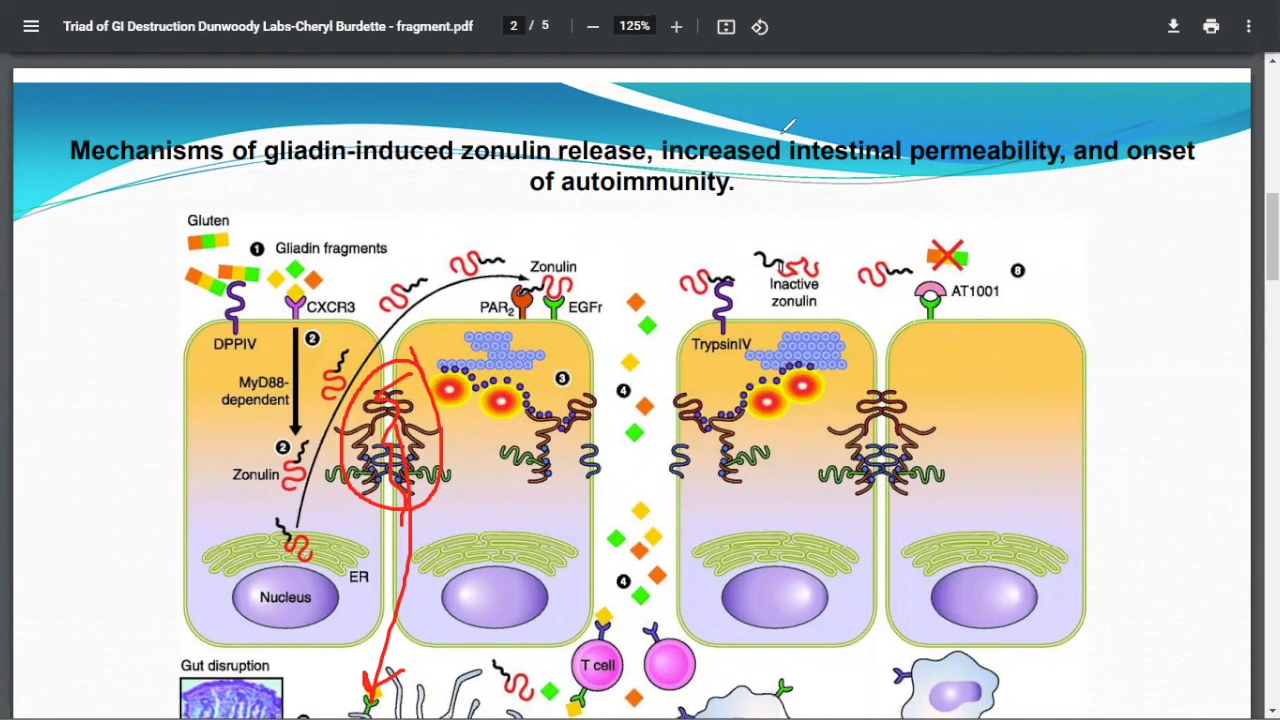 Triad of GI Destruction Dunwoody Labs-Cheryl Burdette - fragment.pdf
2 / 5
125%
Mechanisms of gliadin-induced zonulin release, increased intestinal permeability, and onset
of autoimmunity.
Gluten
1 Gliadin fragments
CXCR3
DPPIV
2
MyD88-
dependent
2
Zonulin
ER
Nucleus
Zonulin
PAR2
EGFr
3
4
4
Inactive
zonulin
TrypsinIV
8
AT1001
Gut disruption
T cell